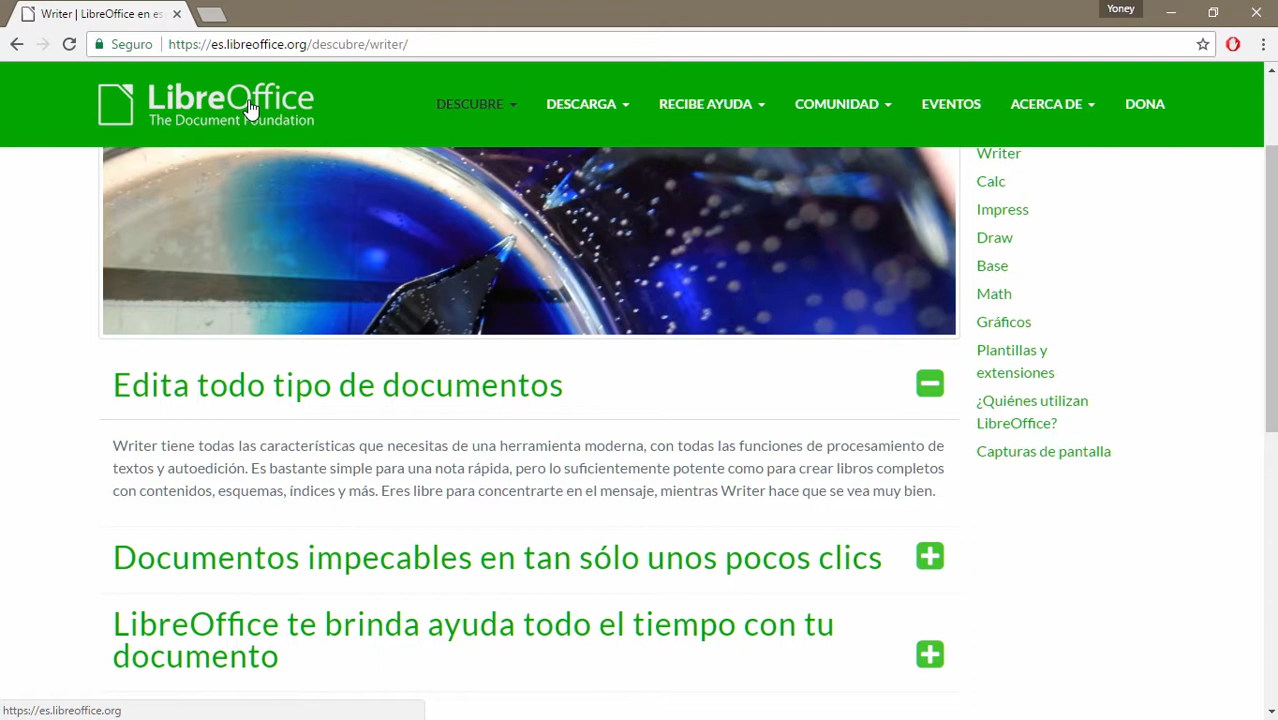 Writer | LibreOffice en es
Yoney
Seguro
https://es.libreoffice.org/descubre/writer/
LibreOffice
The Document Foundation
DESCUBRE
DESCARGA
RECIBE AYUDA
COMUNIDAD
EVENTOS
ACERCA DE
DONA
Writer
Calc
Impress
Draw
Base
Math
Gráficos
Plantillas y
extensiones
¿Quiénes utilizan
LibreOffice?
Capturas de pantalla
Edita todo tipo de documentos
Writer tiene todas las características que necesitas de una herramienta moderna, con todas las funciones de procesamiento de
textos y autoedición. Es bastante simple para una nota rápida, pero lo suficientemente potente como para crear libros completos
con contenidos, esquemas, índices y más. Eres libre para concentrarte en el mensaje, mientras Writer hace que se vea muy bien.
Documentos impecables en tan sólo unos pocos clics
LibreOffice te brinda ayuda todo el tiempo con tu
documento
https://es.libreoffice.org